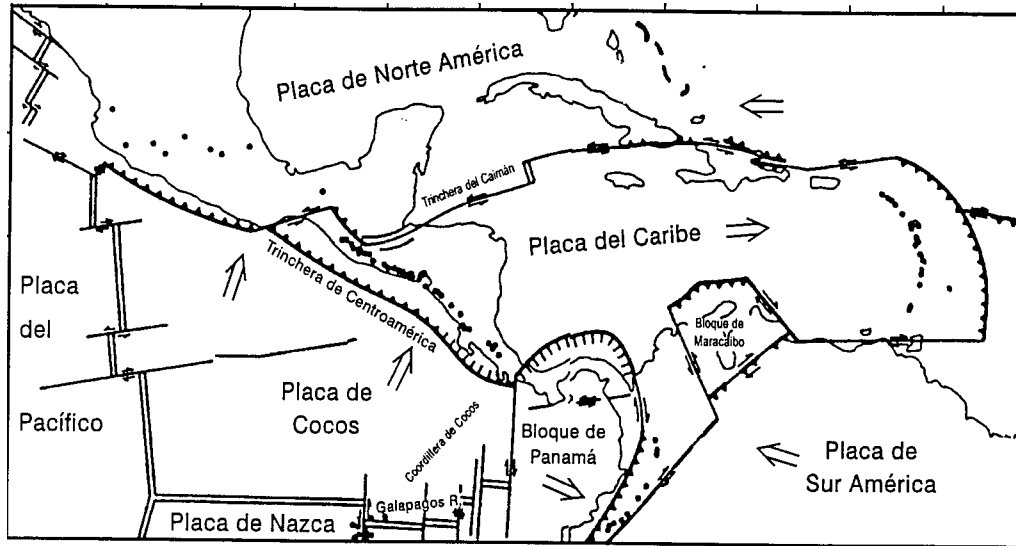 Placa de Norte América
Trinchera del Caimán
Placa del Caribe
Trinchera de Centroamérica
Placa
del
Pacífico
Bloque de
Maracaibo
Placa de
Cocos
Coordillera de Cocos
Bloque de
Panamá
Placa de
Sur América
Galapagos R.
Placa de Nazca